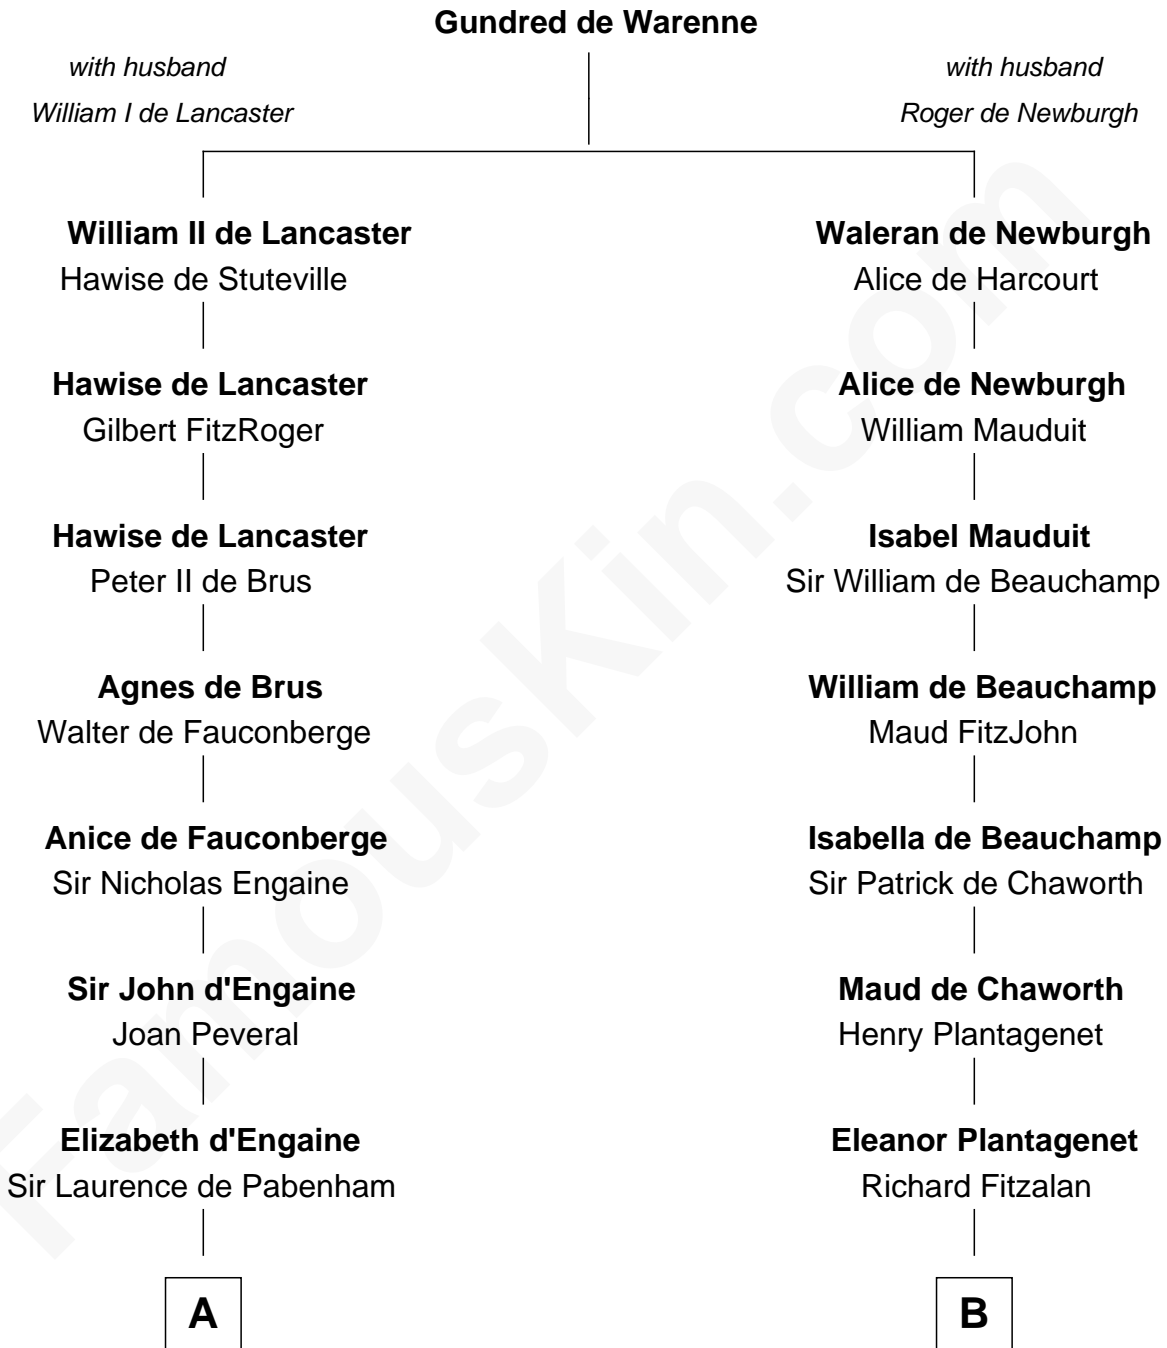 Gundred de Warenne
with husband
William I de Lancaster
with husband
Roger de Newburgh
William II de Lancaster
Hawise de Stuteville
Waleran de Newburgh
Alice de Harcourt
Hawise de Lancaster
Gilbert FitzRoger
Alice de Newburgh
William Mauduit
Hawise de Lancaster
Peter II de Brus
Isabel Mauduit
Sir William de Beauchamp
Agnes de Brus
Walter de Fauconberge
William de Beauchamp
Maud FitzJohn
Anice de Fauconberge
Sir Nicholas Engaine
Isabella de Beauchamp
Sir Patrick de Chaworth
Sir John d'Engaine
Joan Peveral
Maud de Chaworth
Henry Plantagenet
Elizabeth d'Engaine
Sir Laurence de Pabenham
Eleanor Plantagenet
Richard Fitzalan
A
B
FamousKin.com